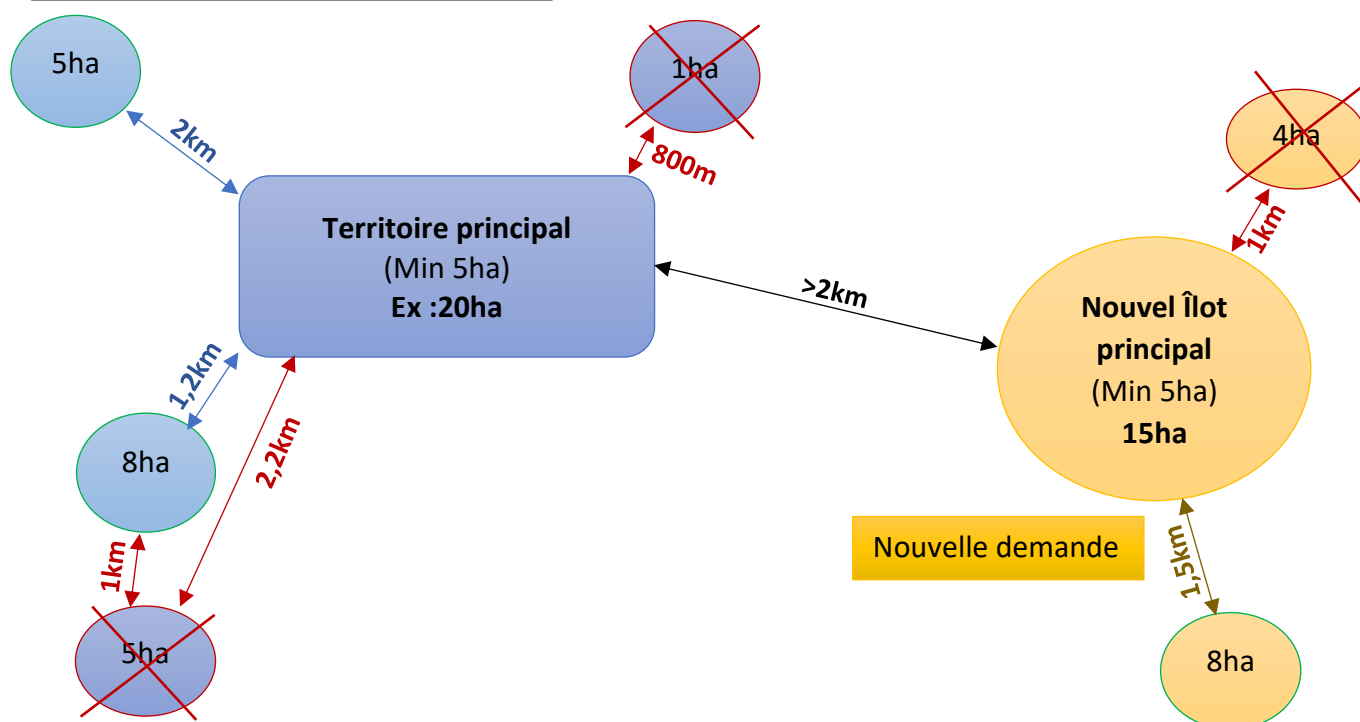 5ha
1ha
4ha
2km
800m
1km
Territoire principal
(Min 5ha)
Ex :20ha
>2km
Nouvel Îlot
principal
(Min 5ha)
15ha
1,2km
2,2km
8ha
1km
Nouvelle demande
1,5km
5ha
8ha